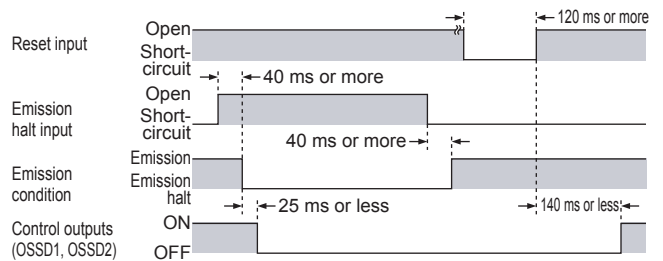 Reset input
Open
Short-
circuit
120 ms or more
Emission
halt input
Open
Short-
circuit
40 ms or more
40 ms or more
Emission
condition
Emission
Emission
halt
25 ms or less
140 ms or less
Control outputs
(OSSD1, OSSD2)
ON
OFF